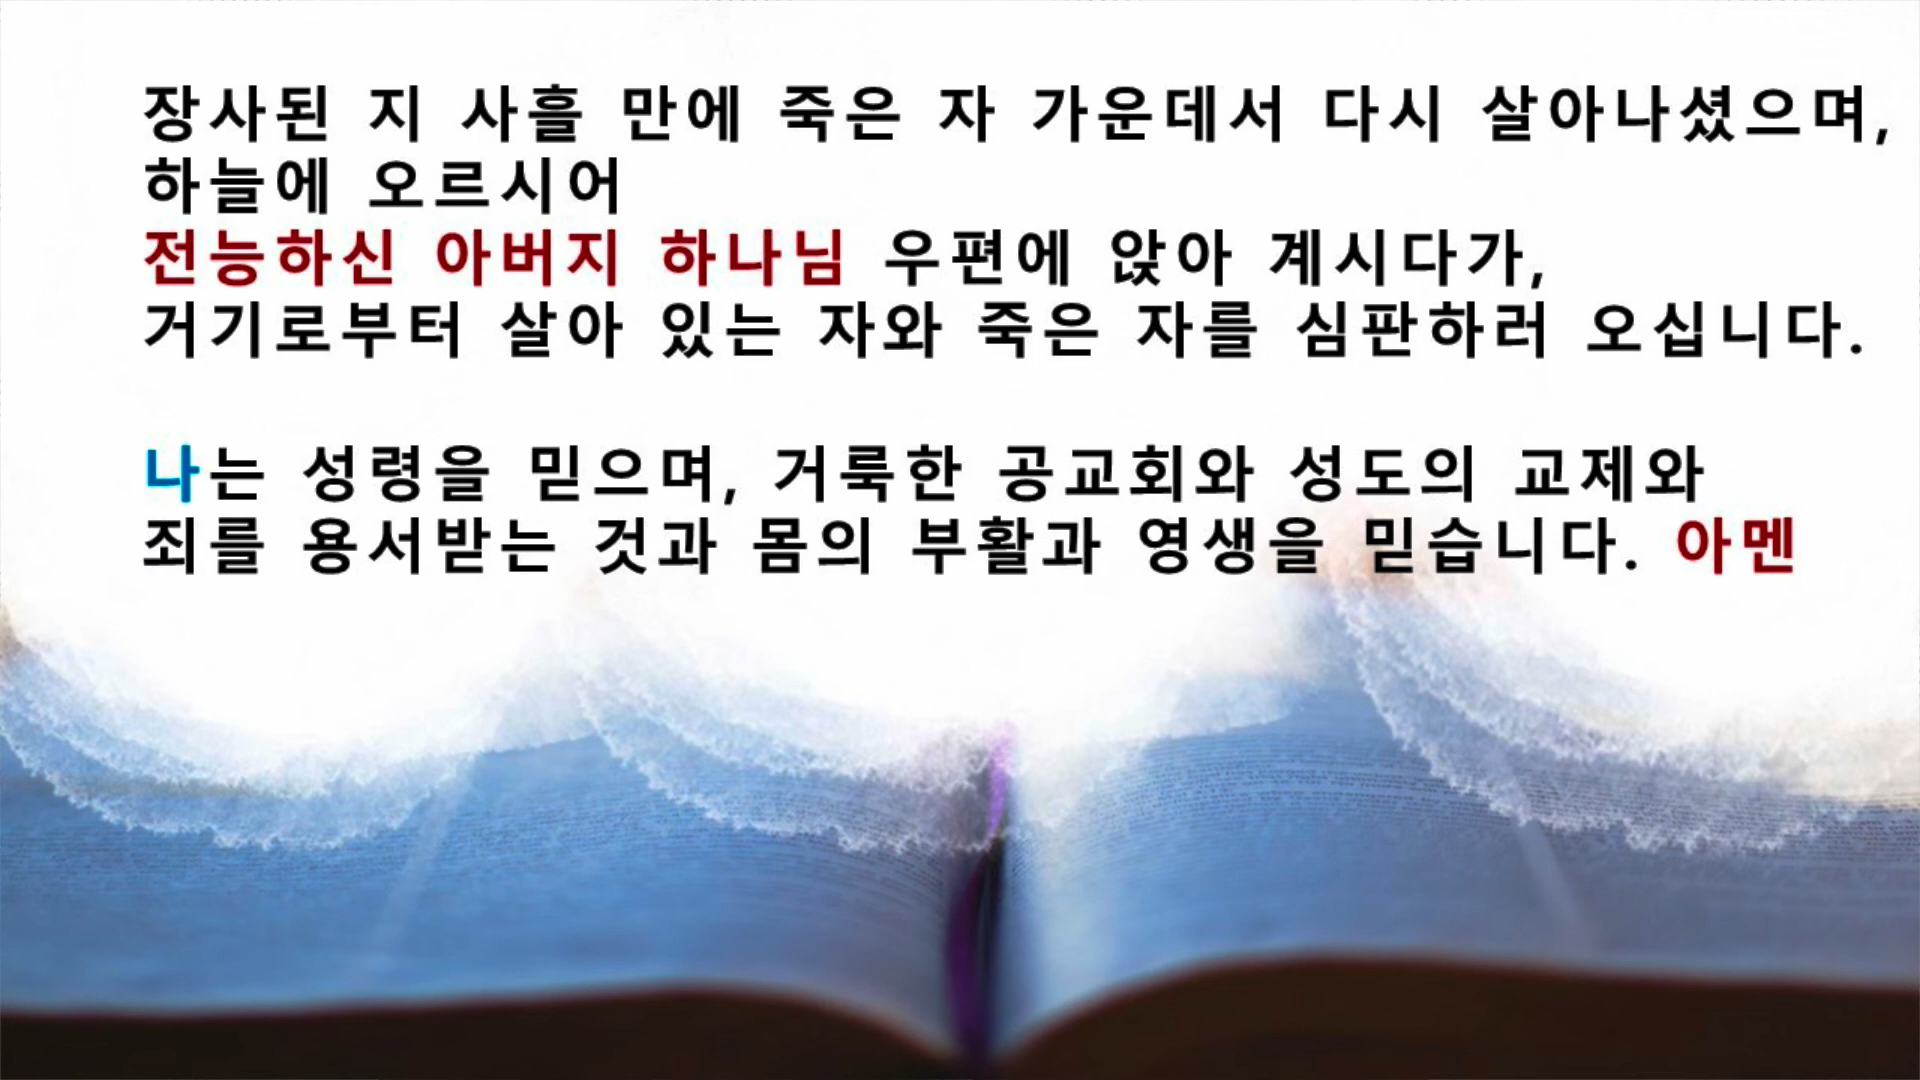 장사된 지 사흘 만에 죽은 자 가운데서 다시 살아나셨으며,
하늘에 오르시어
전능하신 아버지 하나님 우편에 앉아 계시다가,
거기로부터 살아 있는 자와 죽은 자를 심판하러 오십니다.
나는 성령을 믿으며, 거룩한 공교회와 성도의 교제와
죄를 용서받는 것과 몸의 부활과 영생을 믿습니다. 아멘